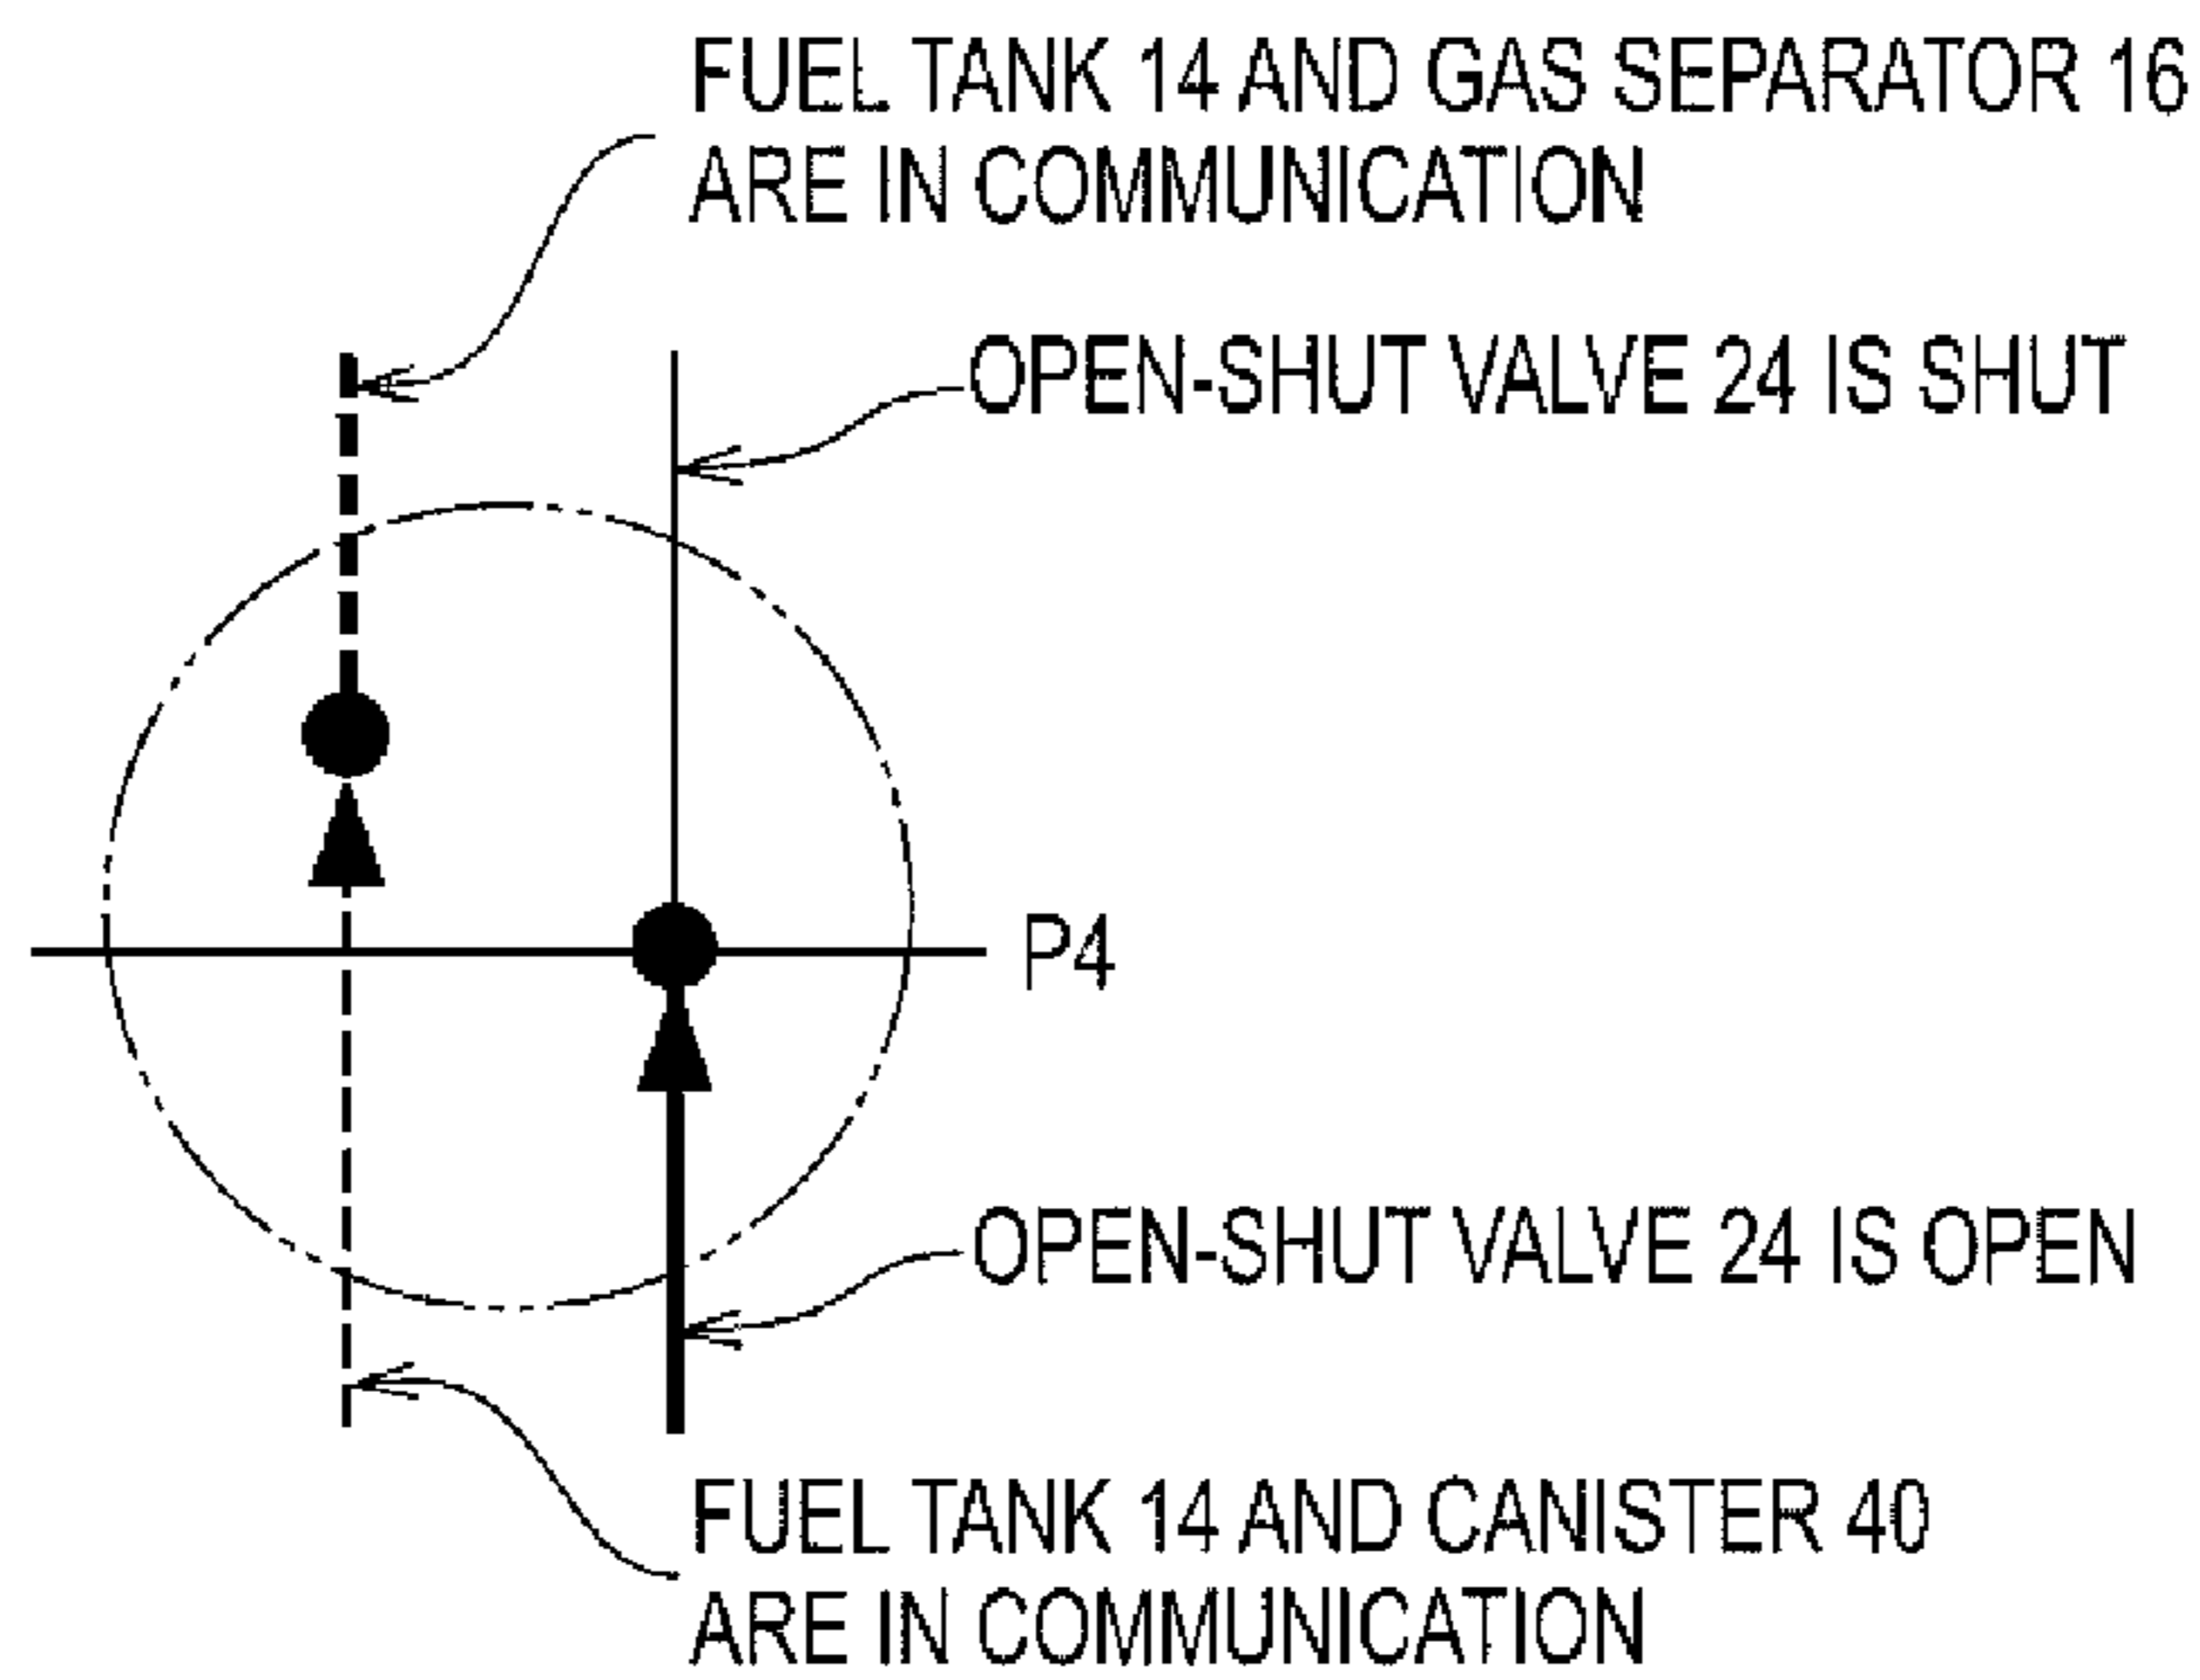 FUEL TANK 14 AND GAS SEPARATOR 16
ARE IN COMMUNICATION
OPEN-SHUT VALVE 24 IS SHUT
P4
OPEN-SHUT VALVE 24 IS OPEN
FUEL TANK 14 AND CANISTER 40
ARE IN COMMUNICATION